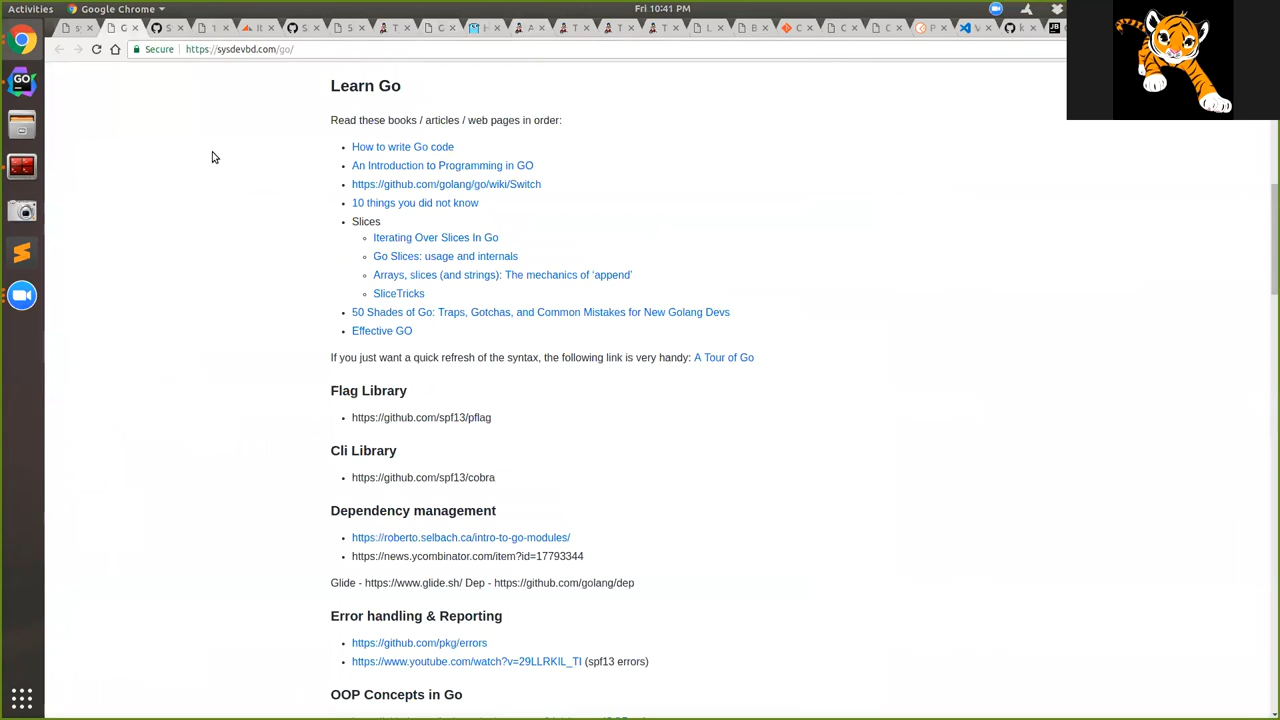 Activities
Google Chrome
Fri 10:41 PM
Secure
https://sysdevbd.com/go/
GO
Learn Go
Read these books / articles / web pages in order:
How to write Go code
An Introduction to Programming in GO
https://github.com/golang/go/wiki/Switch
10 things you did not know
Slices
Iterating Over Slices In Go
Go Slices: usage and internals
Arrays, slices (and strings): The mechanics of ‘append’
SliceTricks
50 Shades of Go: Traps, Gotchas, and Common Mistakes for New Golang Devs
Effective GO
If you just want a quick refresh of the syntax, the following link is very handy: A Tour of Go
Flag Library
https://github.com/spf13/pflag
Cli Library
https://github.com/spf13/cobra
Dependency management
https://roberto.selbach.ca/intro-to-go-modules/
https://news.ycombinator.com/item?id=17793344
Glide - https://www.glide.sh/ Dep - https://github.com/golang/dep
Error handling & Reporting
https://github.com/pkg/errors
https://www.youtube.com/watch?v=29LLRKIL_TI (spf13 errors)
OOP Concepts in Go